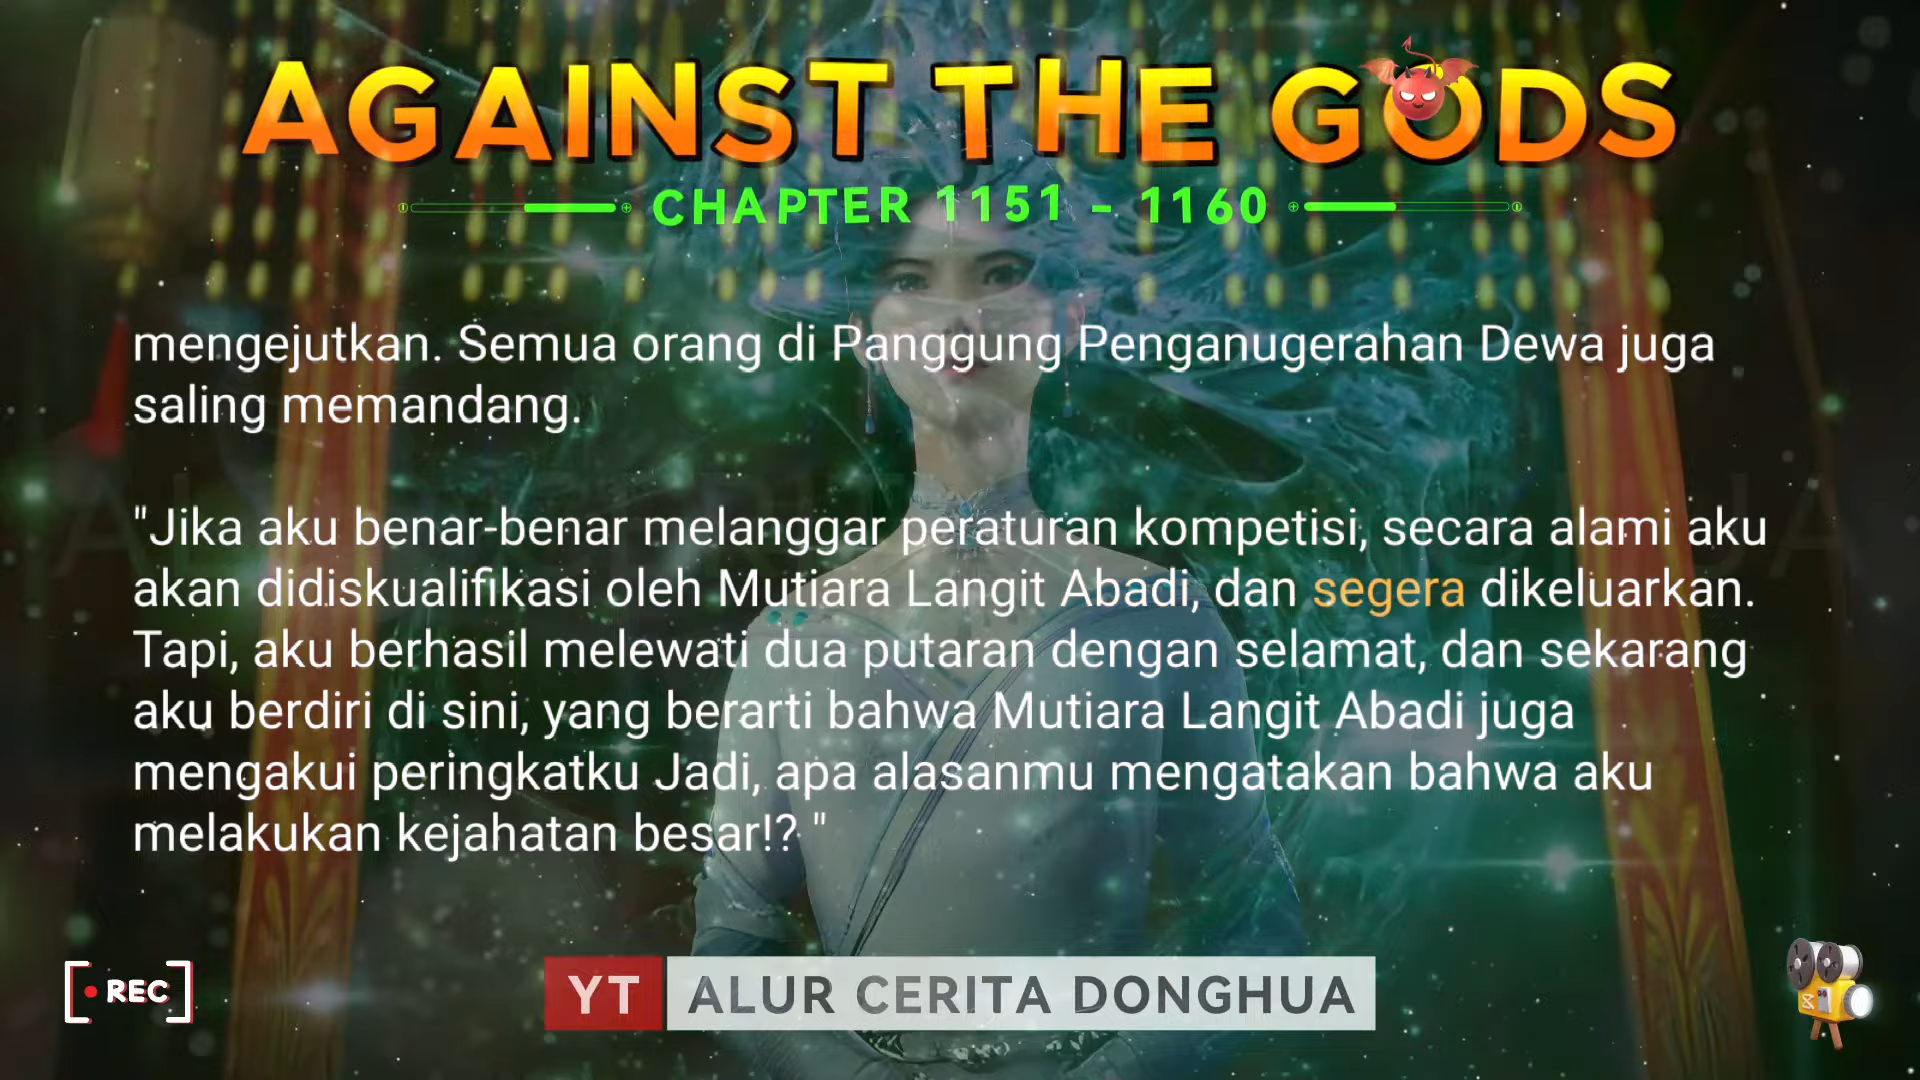 AGAINST THE GODS
CHAPTER 1151 - 1160
mengejutkan. Semua orang di Panggung Penganugerahan Dewa juga
saling memandang.
"Jika aku benar-benar melanggar peraturan kompetisi, secara alami aku
akan didiskualifikasi oleh Mutiara Langit Abadi, dan segera dikeluarkan.
Tapi, aku berhasil melewati dua putaran dengan selamat, dan sekarang
aku berdiri di sini, yang berarti bahwa Mutiara Langit Abadi juga
mengakui peringkatku Jadi, apa alasanmu mengatakan bahwa aku
melakukan kejahatan besar!? "
REC
YT ALUR CERITA DONGHUA